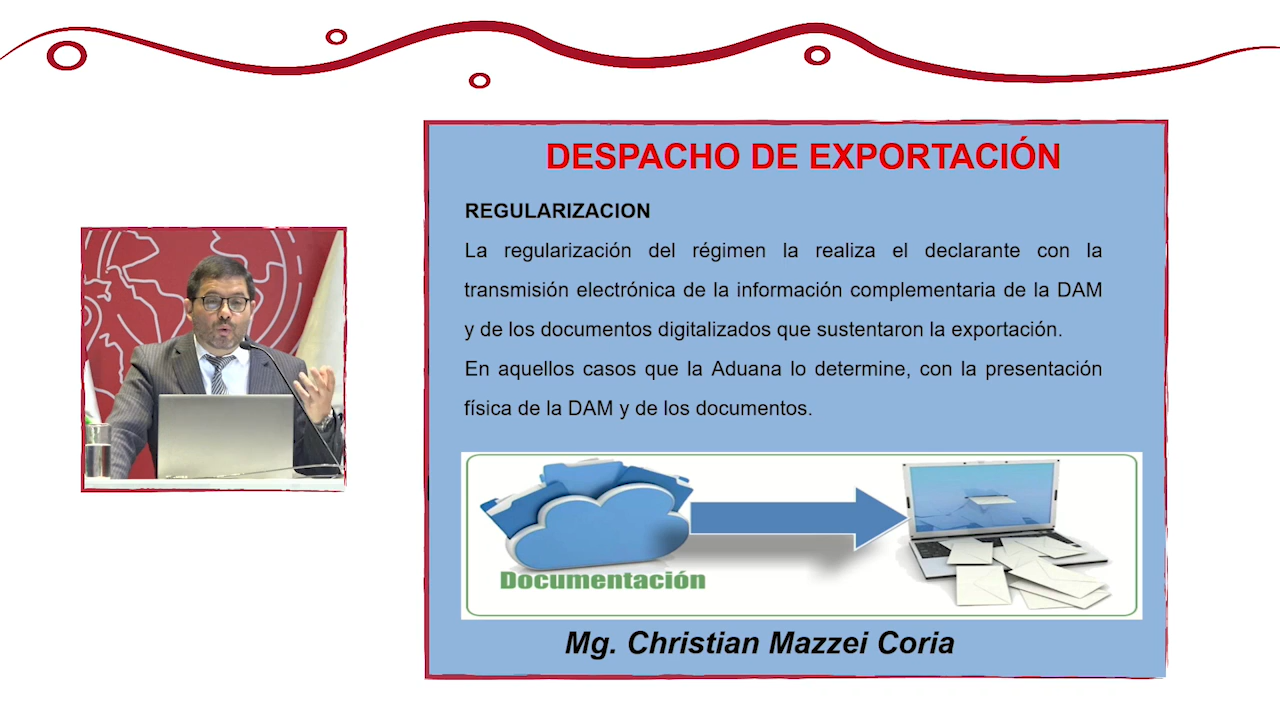 DESPACHO DE EXPORTACIÓN
REGULARIZACION
La regularización del régimen la realiza el declarante con la
transmisión electrónica de la información complementaria de la DAM
y de los documentos digitalizados que sustentaron la exportación.
En aquellos casos que la Aduana lo determine, con la presentación
física de la DAM y de los documentos.
Documentación
Mg. Christian Mazzei Coria